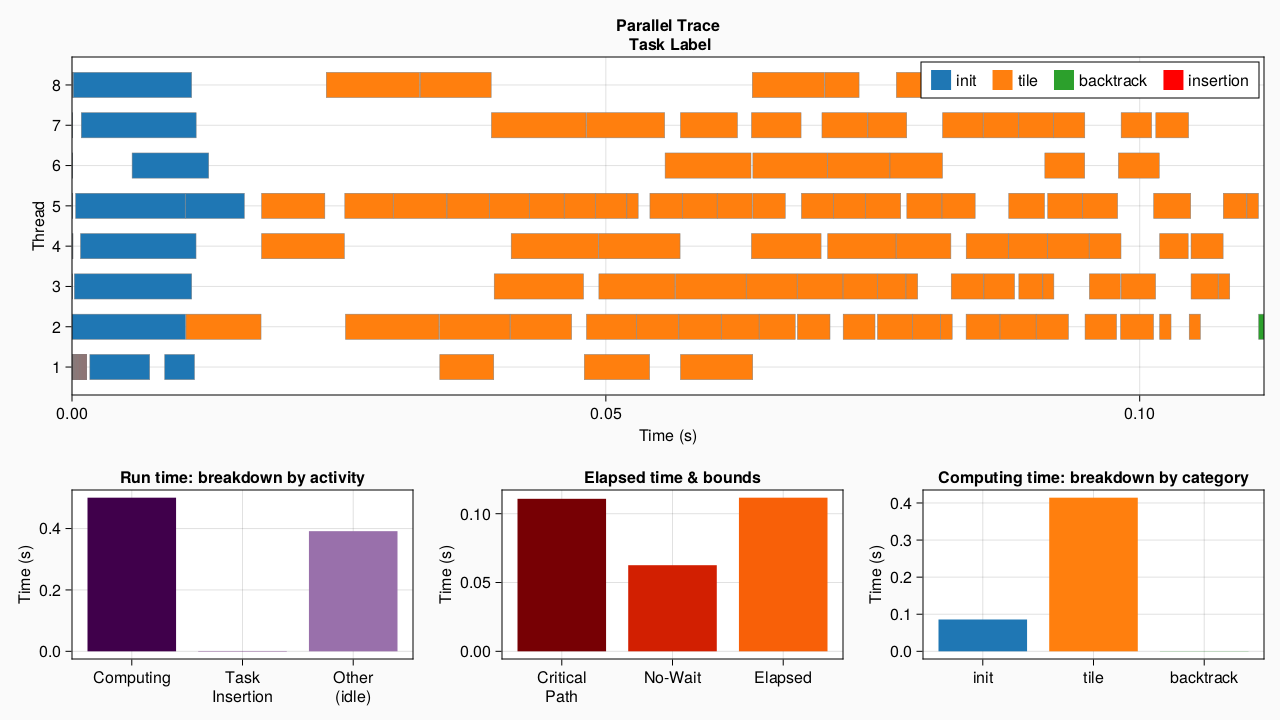 Parallel Trace
Task Label
init tile backtrack insertion
Thread
8
7
6
5
4
3
2
1
0.00 0.05 0.10
Time (s)
Run time: breakdown by activity
Time (s)
0.4
0.2
0.0
Computing Task Insertion Other (idle)
Elapsed time & bounds
Time (s)
0.10
0.05
0.00
Critical Path No-Wait Elapsed
Computing time: breakdown by category
Time (s)
0.4
0.3
0.2
0.1
0.0
init tile backtrack